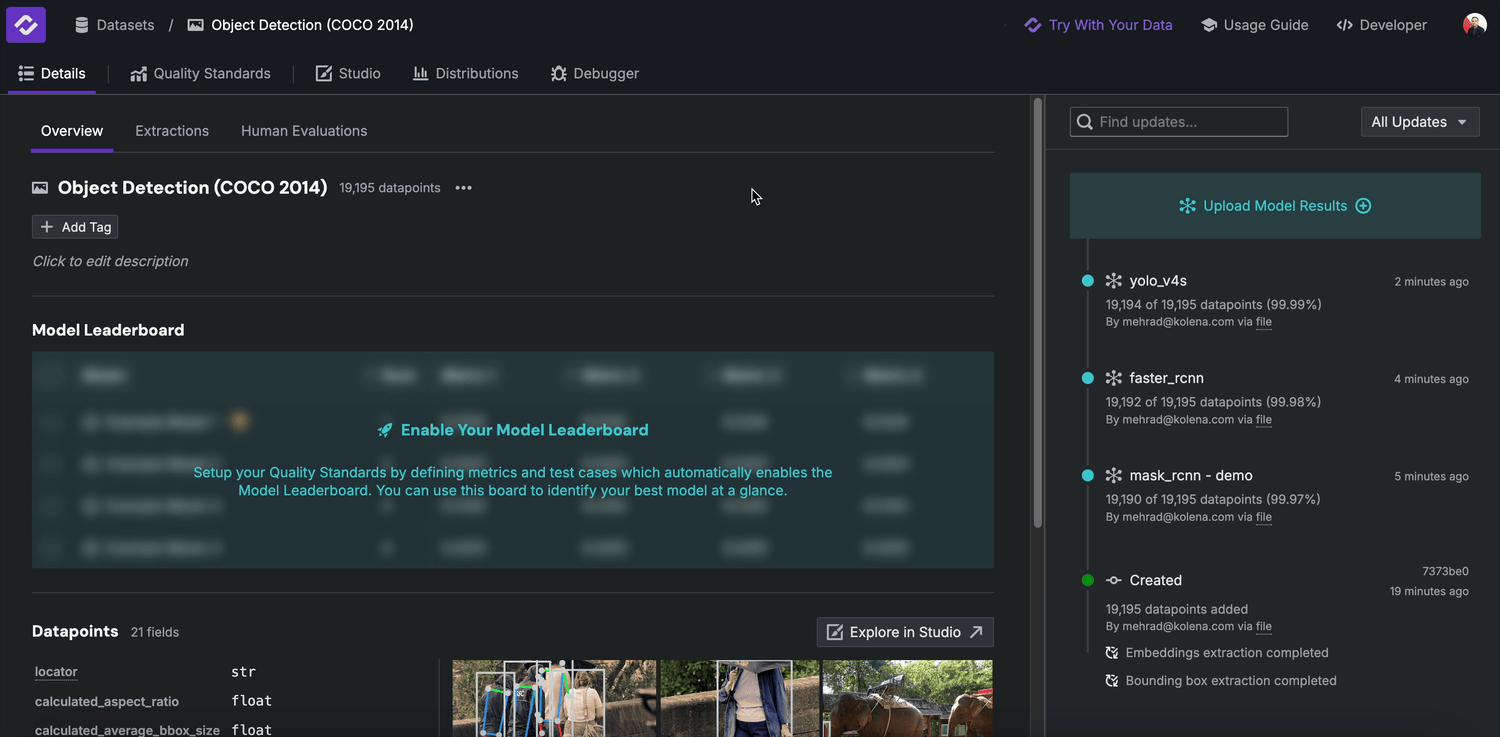 Datasets / Object Detection (COCO 2014)
Try With Your Data Usage Guide Developer
Details Quality Standards Studio Distributions Debugger
Overview Extractions Human Evaluations
Object Detection (COCO 2014) 19,195 datapoints
Add Tag
Click to edit description
Model Leaderboard
Enable Your Model Leaderboard
Setup your Quality Standards by defining metrics and test cases which automatically enables the
Model Leaderboard. You can use this board to identify your best model at a glance.
Datapoints 21 fields
Explore in Studio
locator str
calculated_aspect_ratio float
calculated_average_bbox_size float
Find updates...
All Updates
Upload Model Results
yolo_v4s 2 minutes ago
19,194 of 19,195 datapoints (99.99%)
By mehrad@kolena.com via file
faster_rcnn 4 minutes ago
19,192 of 19,195 datapoints (99.98%)
By mehrad@kolena.com via file
mask_rcnn - demo 5 minutes ago
19,190 of 19,195 datapoints (99.97%)
By mehrad@kolena.com via file
7373be0
Created
19 minutes ago
19,195 datapoints added
By mehrad@kolena.com via file
Embeddings extraction completed
Bounding box extraction completed